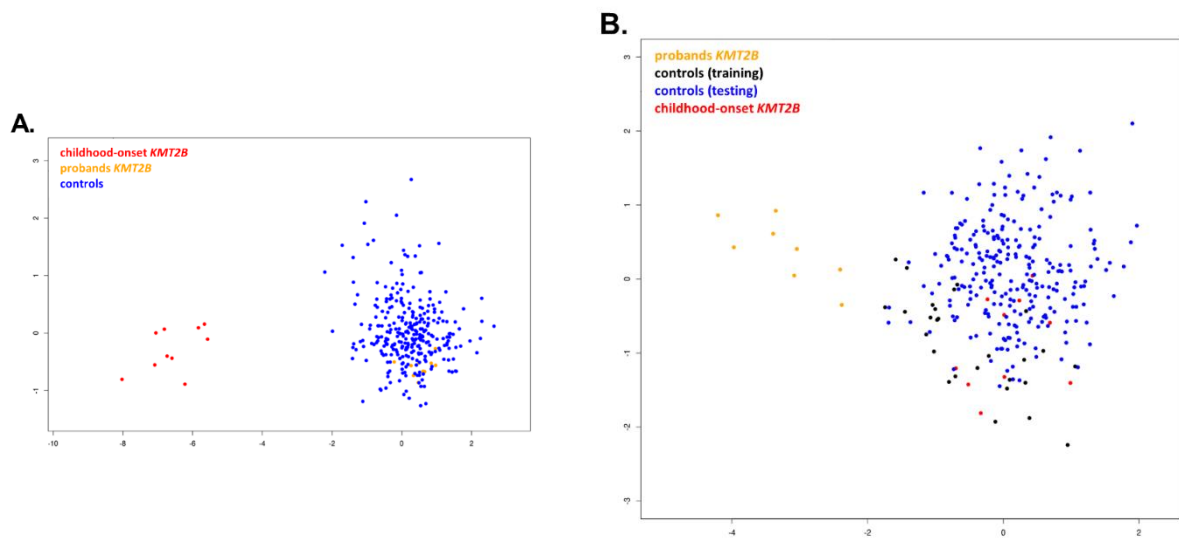 A.
childhood-onset KMT2B
probands KMT2B
controls
3
2
1
0
-1
-10
-8
-6
-4
-2
0
2
B.
probands KMT2B
controls (training)
controls (testing)
childhood-onset KMT2B
3
2
1
0
-1
-2
-3
-4
-2
0
2